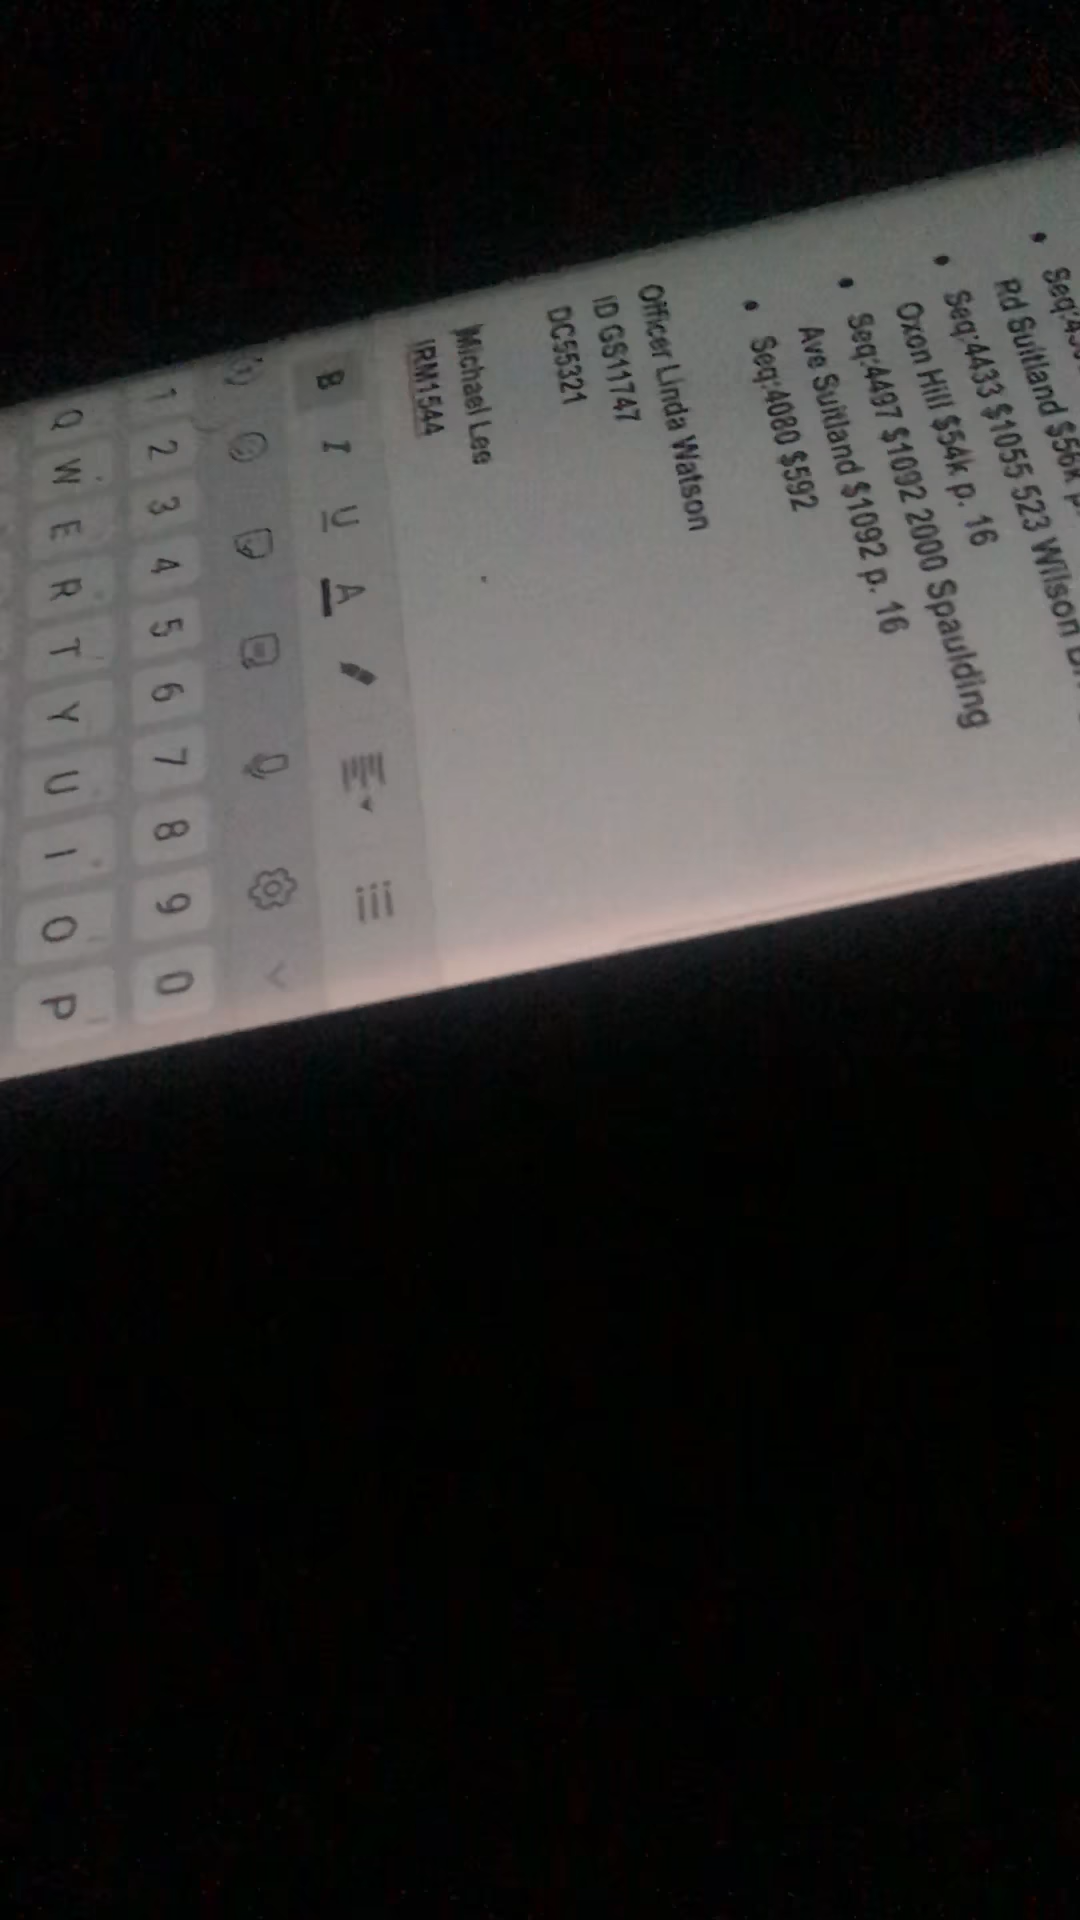 Rd Suitland $56k
Seq:4433 $1055 523 Wilson
Oxon Hill $54k p. 16
Seq:4497 $1092 2000 Spaulding
Ave Suitland $1092 p. 16
Seq:4080 $592
Officer Linda Watson
ID GS11747
DC55321
Michael Lee
IRM1544
B I U A
1 2 3 4 5 6 7 8 9 0
Q W E R T Y U I O P